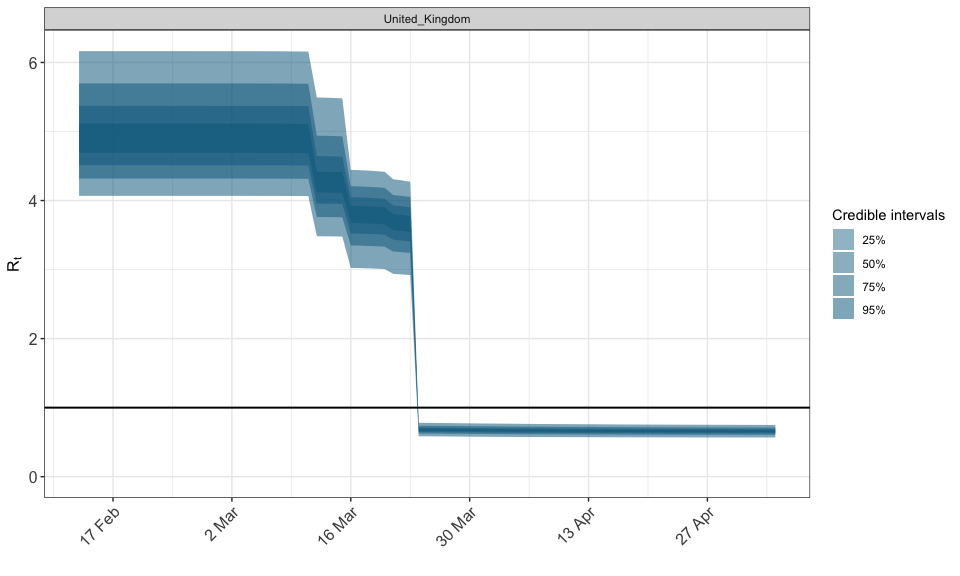 United_Kingdom
Rt
6
4
2
0
17 Feb
2 Mar
16 Mar
30 Mar
13 Apr
27 Apr
Credible intervals
25%
50%
75%
95%